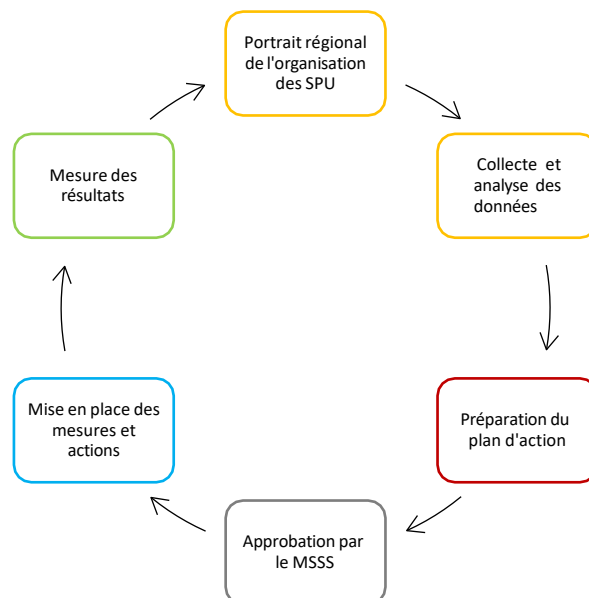 Portrait régional
de l'organisation
des SPU
Collecte et
analyse des
données
Préparation du
plan d'action
Approbation par
le MSSS
Mise en place des
mesures et
actions
Mesure des
résultats